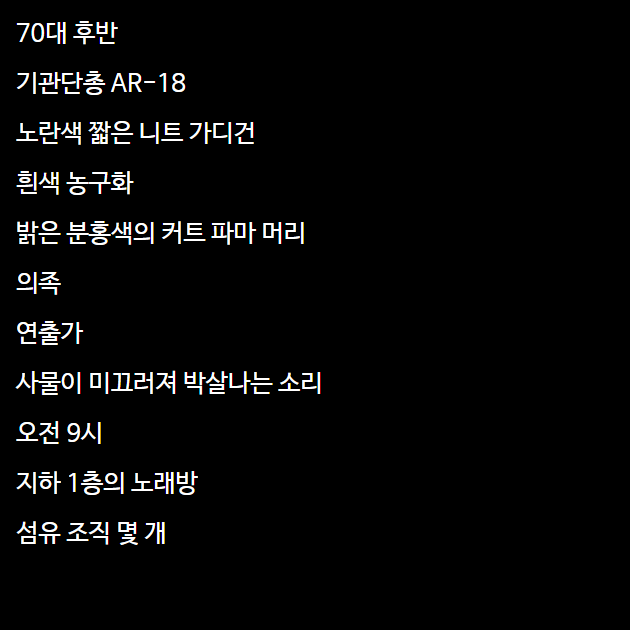 70대 후반
기관단총 AR-18
노란색 짧은 니트 가디건
흰색 농구화
밝은 분홍색의 커트 파마 머리
의족
연출가
사물이 미끄러져 박살나는 소리
오전 9시
지하 1층의 노래방
섬유 조직 몇 개